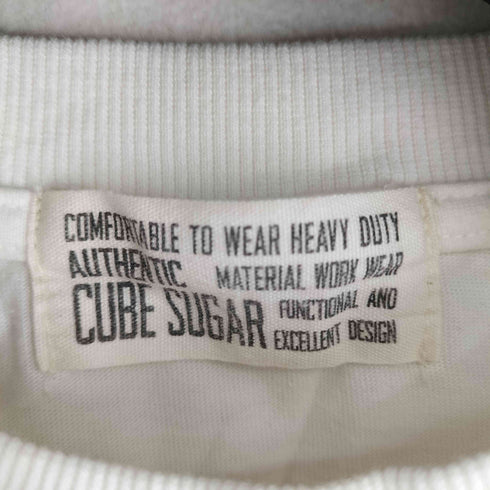 COMFORTABLE TO WEAR HEAVY DUTY
AUTHENTIC MATERIAL WORK WEAR
CUBE SUGAR FUNCTIONAL AND
EXCELLENT DESIGN